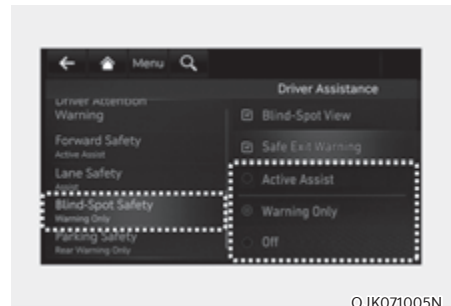 Menu
Driver Assistance
Driver Attention
Warning
Forward Safety
Active Assist
Lane Safety
Assist
Blind-Spot Safety
Warning Only
Parking Safety
Rear Warning Only
Blind-Spot View
Safe Exit Warning
Active Assist
Warning Only
Off
OJK071005N